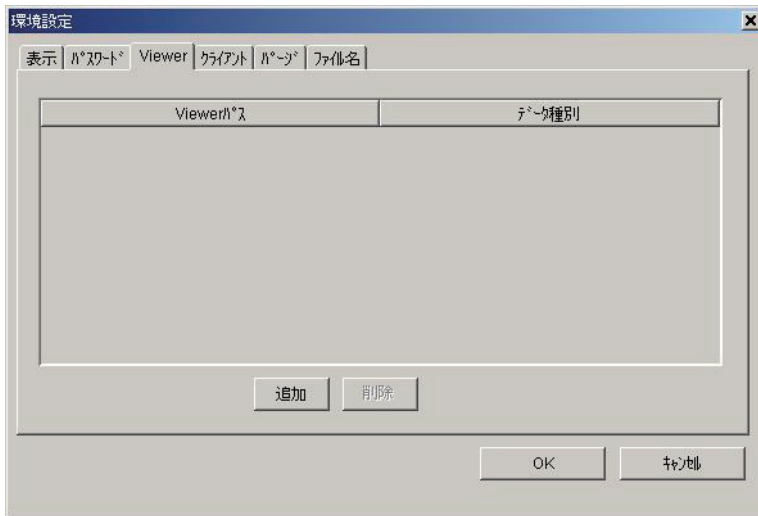 環境設定
表示 ﾊﾟｽﾜｰﾄﾞ Viewer ｸﾗｲｱﾝﾄ ﾊﾟｰｼﾞ ﾌｧｲﾙ名
Viewerﾊﾟｽ ﾃﾞｰﾀ種別
追加 削除
OK ｷｬﾝｾﾙ